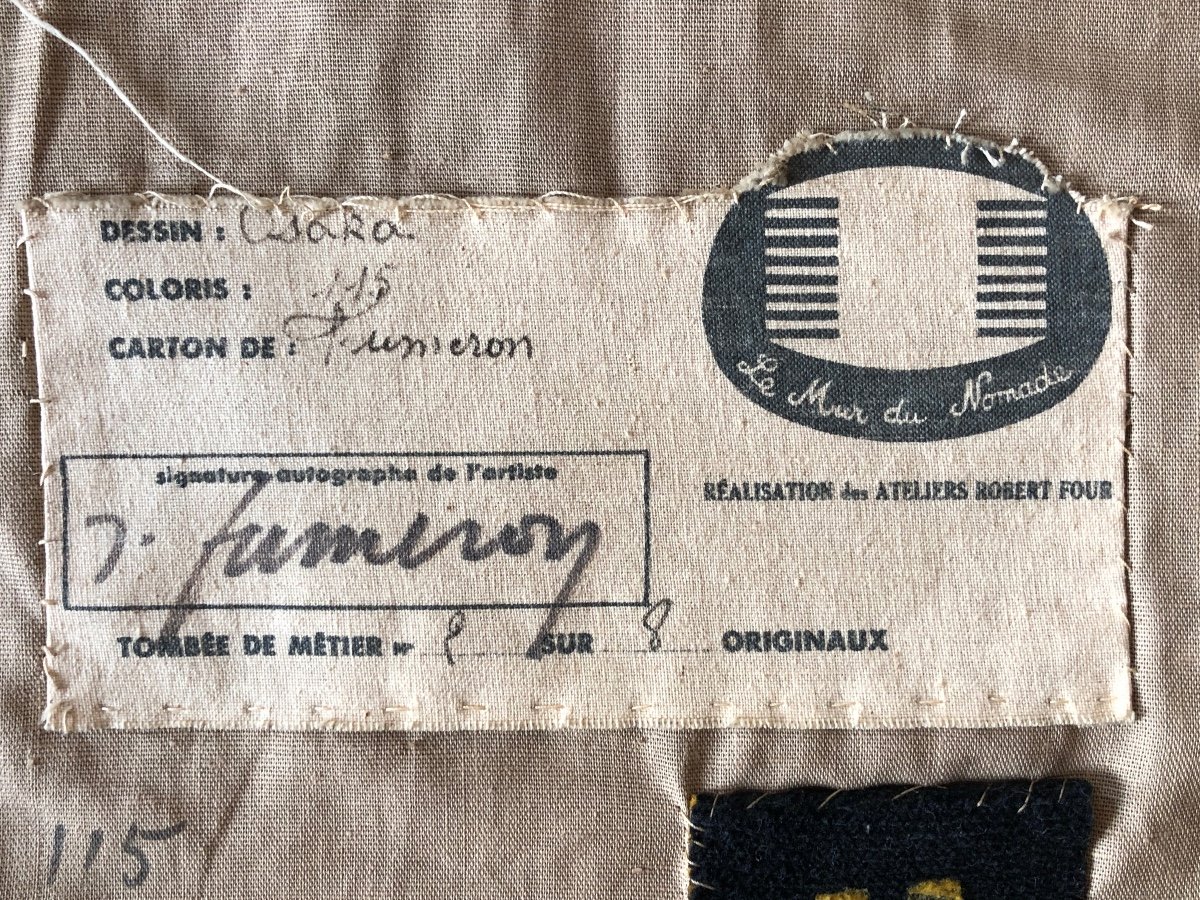 DESSIN : Osaka.
COLORIS : 115
CARTON DE : Fumeron
Le Mur du Nomade
signature autographe de l'artiste
RÉALISATION des ATELIERS ROBERT FOUR
fumeron
TOMBÉE DE MÉTIER N° SUR 8 ORIGINAUX
115